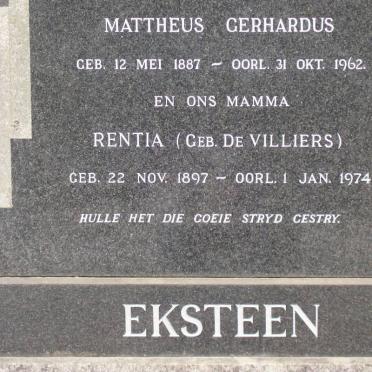 MATTHEUS GERHARDUS
GEB. 12 MEI 1887 ~ OORL. 31 OKT. 1962.
EN ONS MAMMA
RENTIA (GEB. DE VILLIERS)
GEB. 22 NOV. 1897 ~ OORL. 1 JAN. 1974
HULLE HET DIE GOEIE STRYD GESTRY.
EKSTEEN